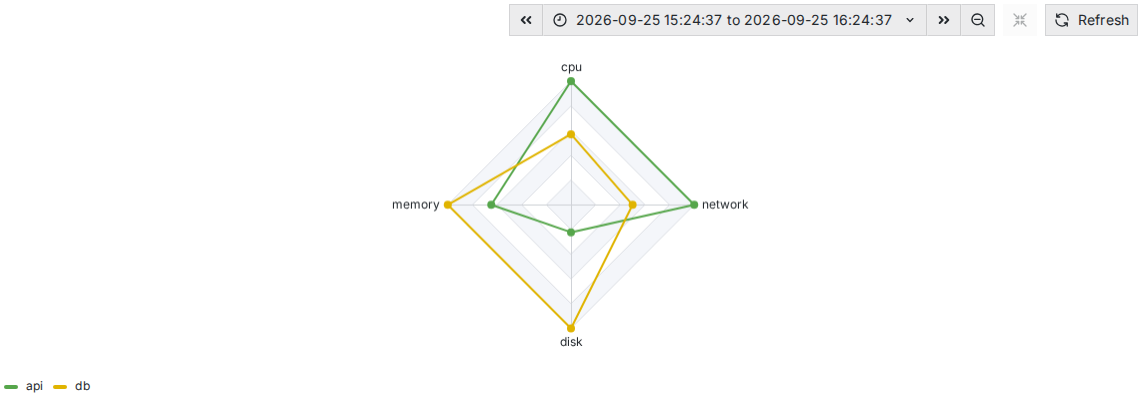 2026-09-25 15:24:37 to 2026-09-25 16:24:37 Refresh
cpu
memory network
disk
api db